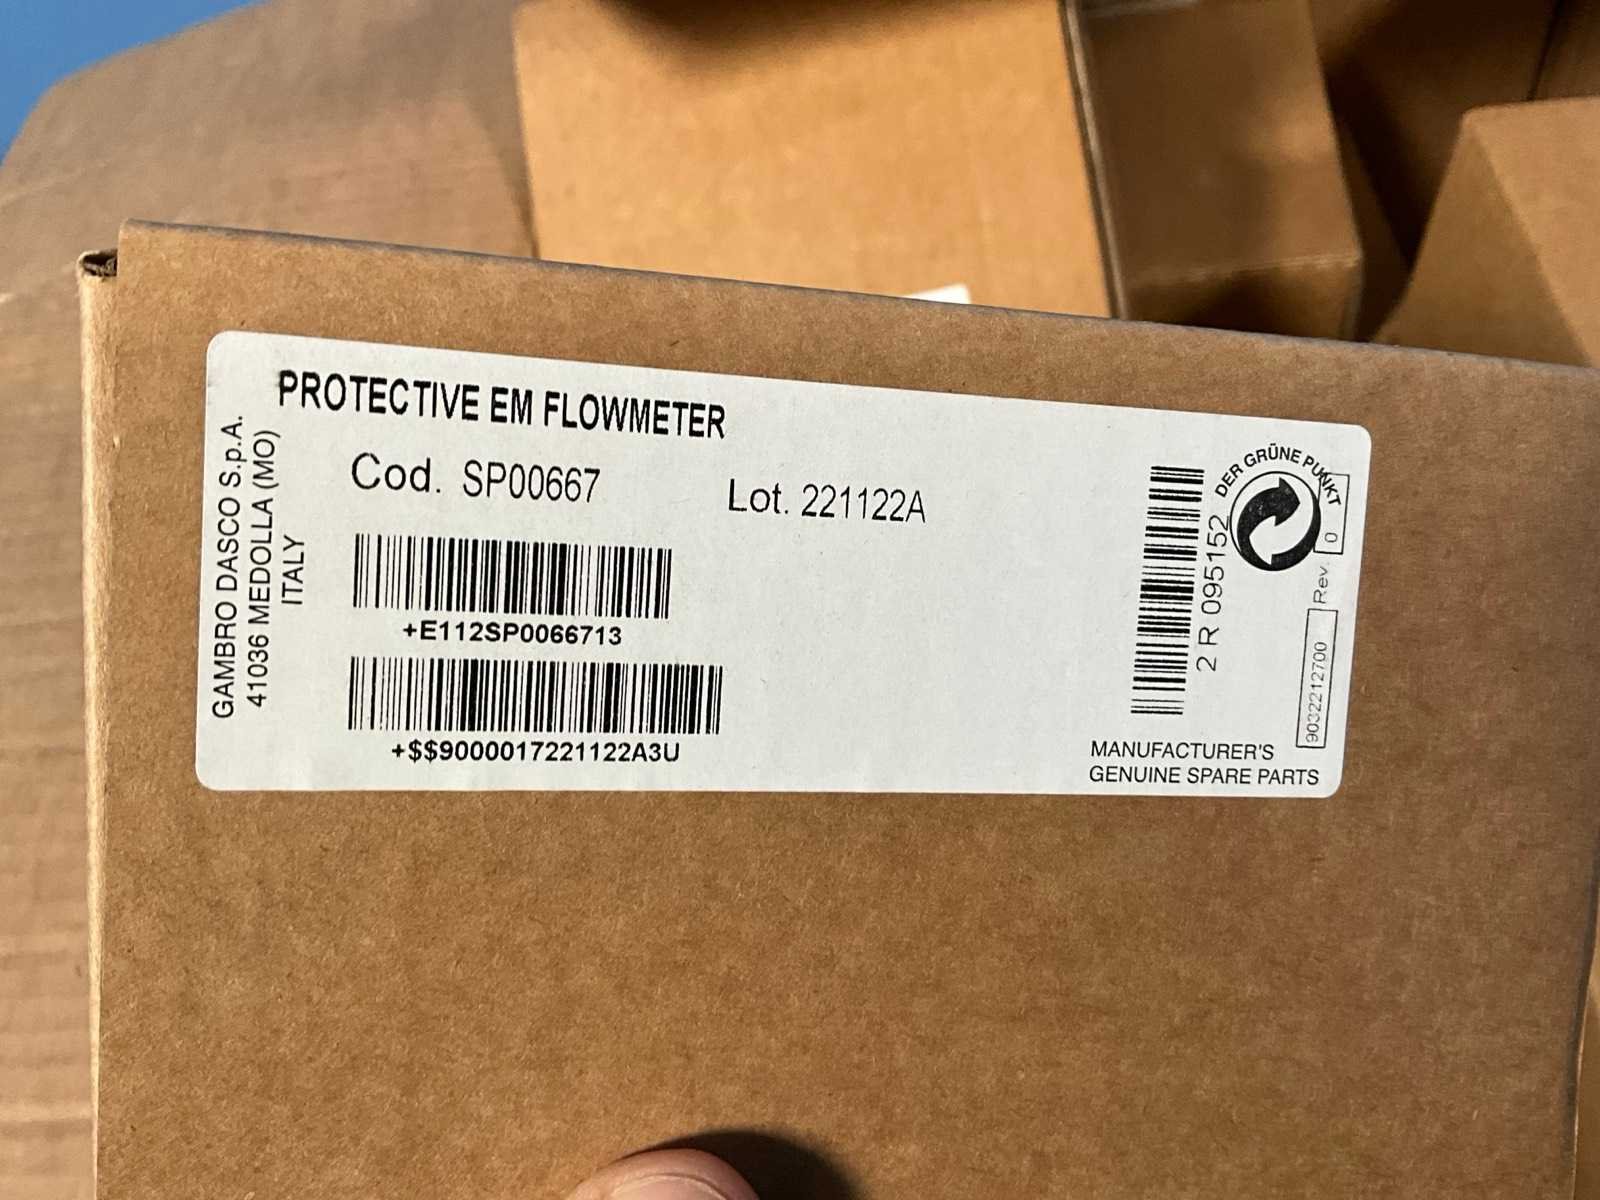 PROTECTIVE EM FLOWMETER
Cod. SP00667
Lot. 221122A
GAMBRO DASCO S.p.A.
41036 MEDOLLA (MO)
ITALY
+E112SP0066713
+$$9000017221122A3U
2 R 095152
DER GRÜNE PUNKT
9032212700 Rev. 0
MANUFACTURER'S
GENUINE SPARE PARTS